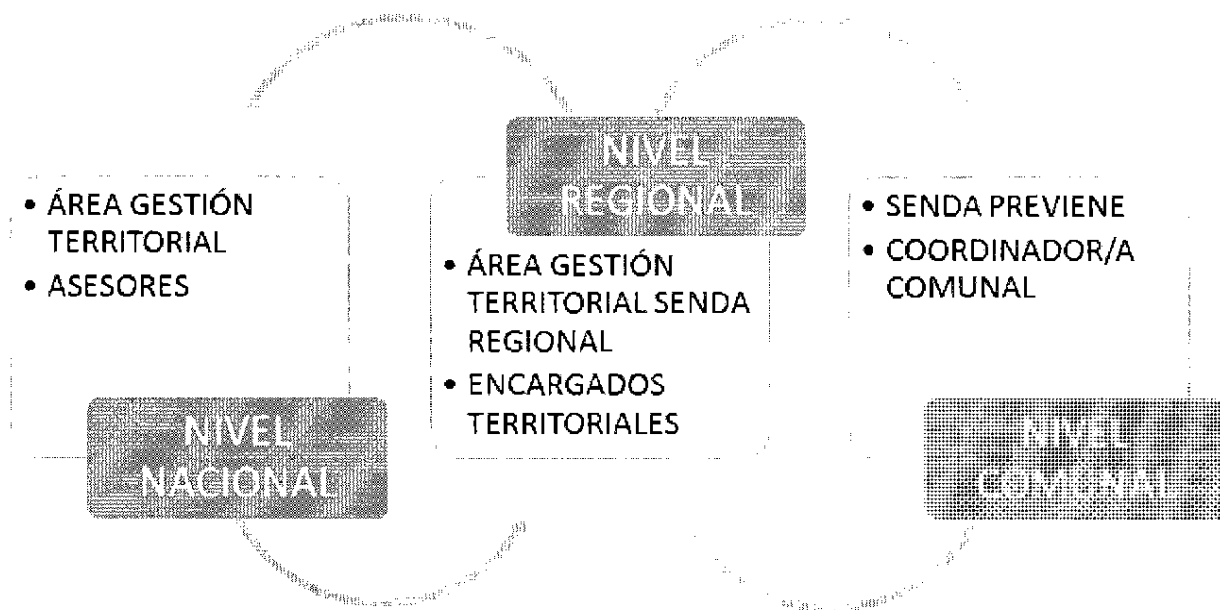 • ÁREA GESTIÓN
TERRITORIAL
• ASESORES
NIVEL
NACIONAL
NIVEL
REGIONAL
• ÁREA GESTIÓN
TERRITORIAL SENDA
REGIONAL
• ENCARGADOS
TERRITORIALES
• SENDA PREVIENE
• COORDINADOR/A
COMUNAL
NIVEL
COMUNAL